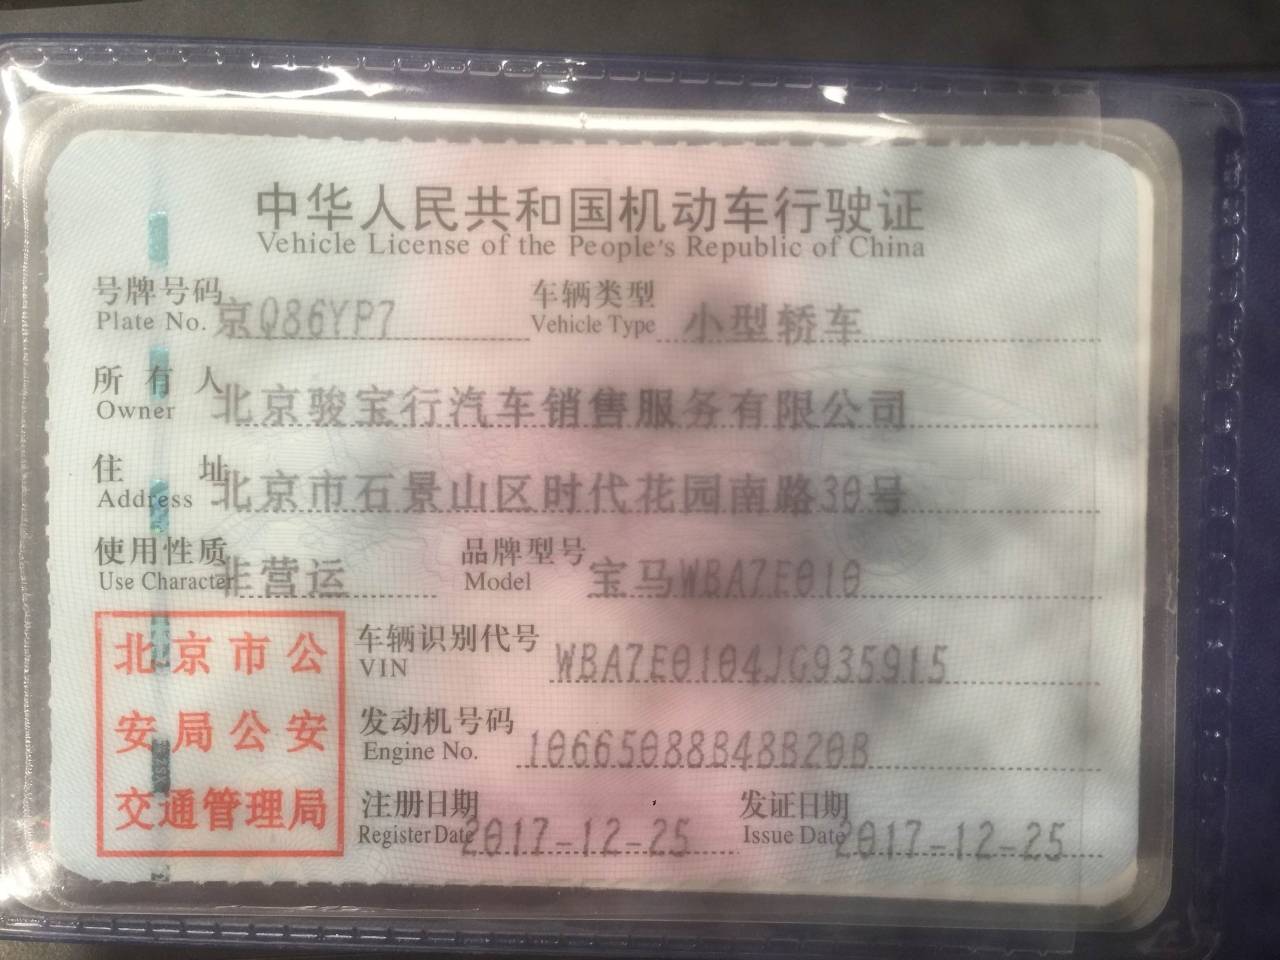 中华人民共和国机动车行驶证
Vehicle License of the People's Republic of China
号牌号码 京Q86YP7 车辆类型 小型轿车
Plate No. Vehicle Type
所有人 北京骏宝行汽车销售服务有限公司
Owner
住址 北京市石景山区时代花园南路30号
Address
使用性质 非营运 品牌型号 宝马WBA7E010
Use Character Model
北京市公
安局公安
交通管理局
车辆识别代号 WBA7E0104JG935915
VIN
发动机号码 10665088B48B20B
Engine No.
注册日期 2017-12-25 发证日期 2017-12-25
Register Date Issue Date